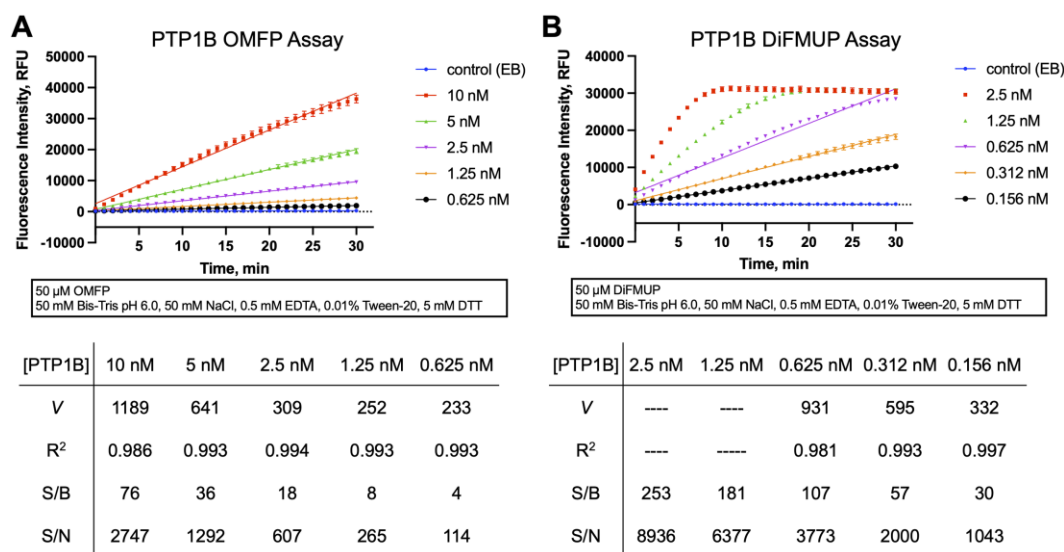 A
PTP1B OMFP Assay
Fluorescence Intensity, RFU
50000
40000
30000
20000
10000
0
-10000
5 10 15 20 25 30
Time, min
control (EB)
10 nM
5 nM
2.5 nM
1.25 nM
0.625 nM
50 µM OMFP
50 mM Bis-Tris pH 6.0, 50 mM NaCl, 0.5 mM EDTA, 0.01% Tween-20, 5 mM DTT
[PTP1B] 10 nM 5 nM 2.5 nM 1.25 nM 0.625 nM
V 1189 641 309 252 233
R² 0.986 0.993 0.994 0.993 0.993
S/B 76 36 18 8 4
S/N 2747 1292 607 265 114
B
PTP1B DiFMUP Assay
Fluorescence Intensity, RFU
40000
30000
20000
10000
0
-10000
5 10 15 20 25 30
Time, min
control (EB)
2.5 nM
1.25 nM
0.625 nM
0.312 nM
0.156 nM
50 µM DiFMUP
50 mM Bis-Tris pH 6.0, 50 mM NaCl, 0.5 mM EDTA, 0.01% Tween-20, 5 mM DTT
[PTP1B] 2.5 nM 1.25 nM 0.625 nM 0.312 nM 0.156 nM
V ---- ---- 931 595 332
R² ---- ----- 0.981 0.993 0.997
S/B 253 181 107 57 30
S/N 8936 6377 3773 2000 1043